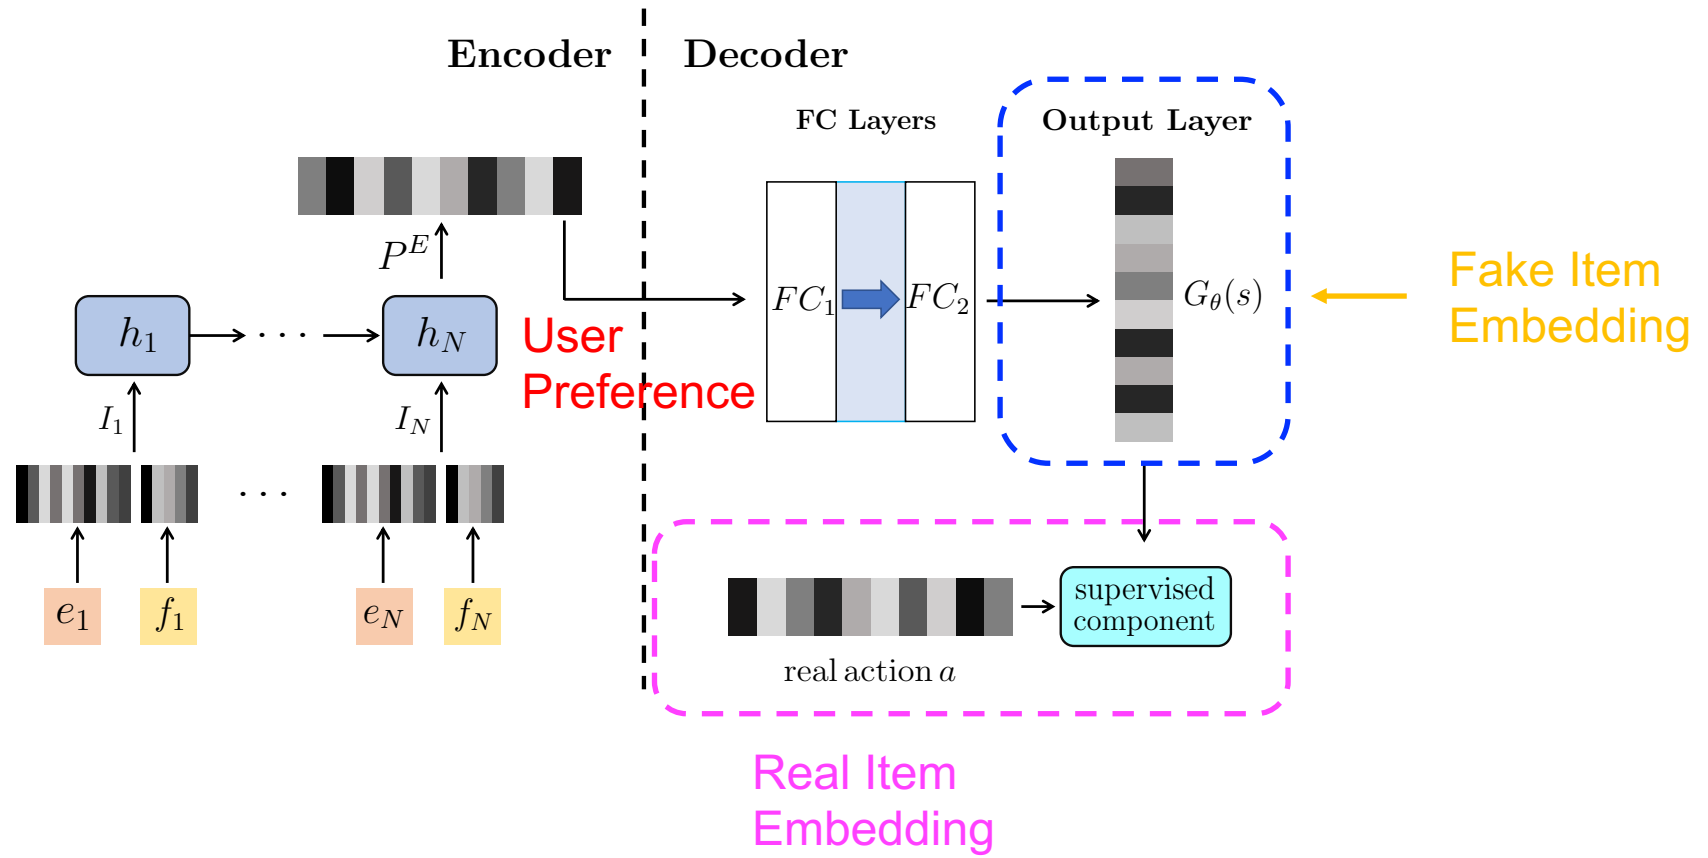 Encoder
Decoder
FC Layers
Output Layer
P^E
h_1
· · ·
h_N
User
Preference
FC_1
FC_2
G_θ(s)
Fake Item
Embedding
I_1
I_N
· · ·
e_1
f_1
e_N
f_N
supervised
component
real action a
Real Item
Embedding